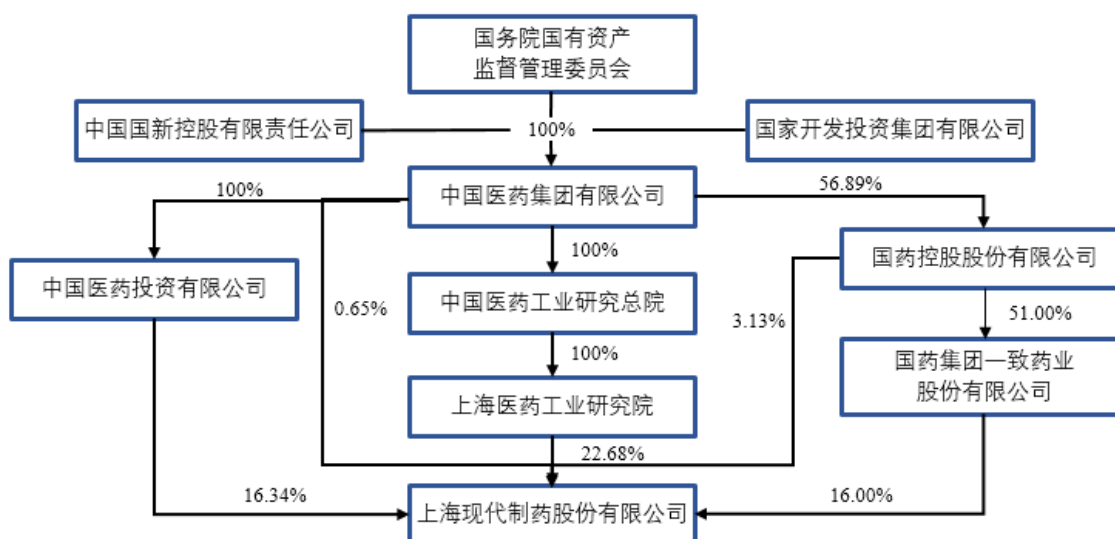 国务院国有资产
监督管理委员会
中国国新控股有限责任公司
100%
国家开发投资集团有限公司
100%
中国医药集团有限公司
56.89%
100%
国药控股股份有限公司
中国医药投资有限公司
0.65%
中国医药工业研究总院
3.13%
51.00%
100%
国药集团一致药业
股份有限公司
上海医药工业研究院
22.68%
16.34%
上海现代制药股份有限公司
16.00%